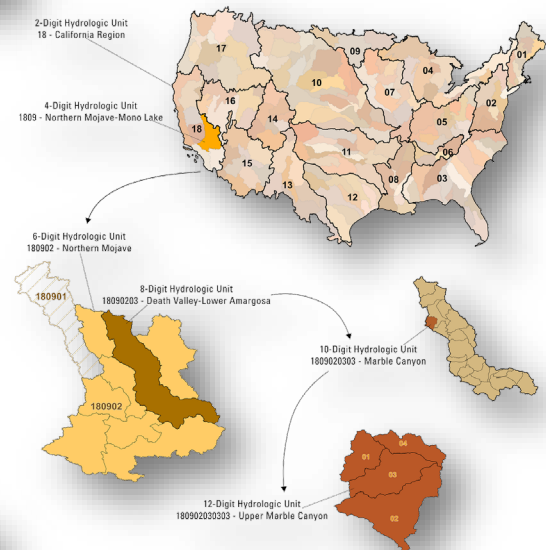 2-Digit Hydrologic Unit
18 - California Region
17
09
01
04
10
07
02
16
4-Digit Hydrologic Unit
1809 - Northern Mojave-Mono Lake
14
05
18
11
06
15
08
03
13
12
6-Digit Hydrologic Unit
180902 - Northern Mojave
8-Digit Hydrologic Unit
18090203 - Death Valley-Lower Amargosa
180901
180902
10-Digit Hydrologic Unit
1809020303 - Marble Canyon
04
01
03
02
12-Digit Hydrologic Unit
180902030303 - Upper Marble Canyon